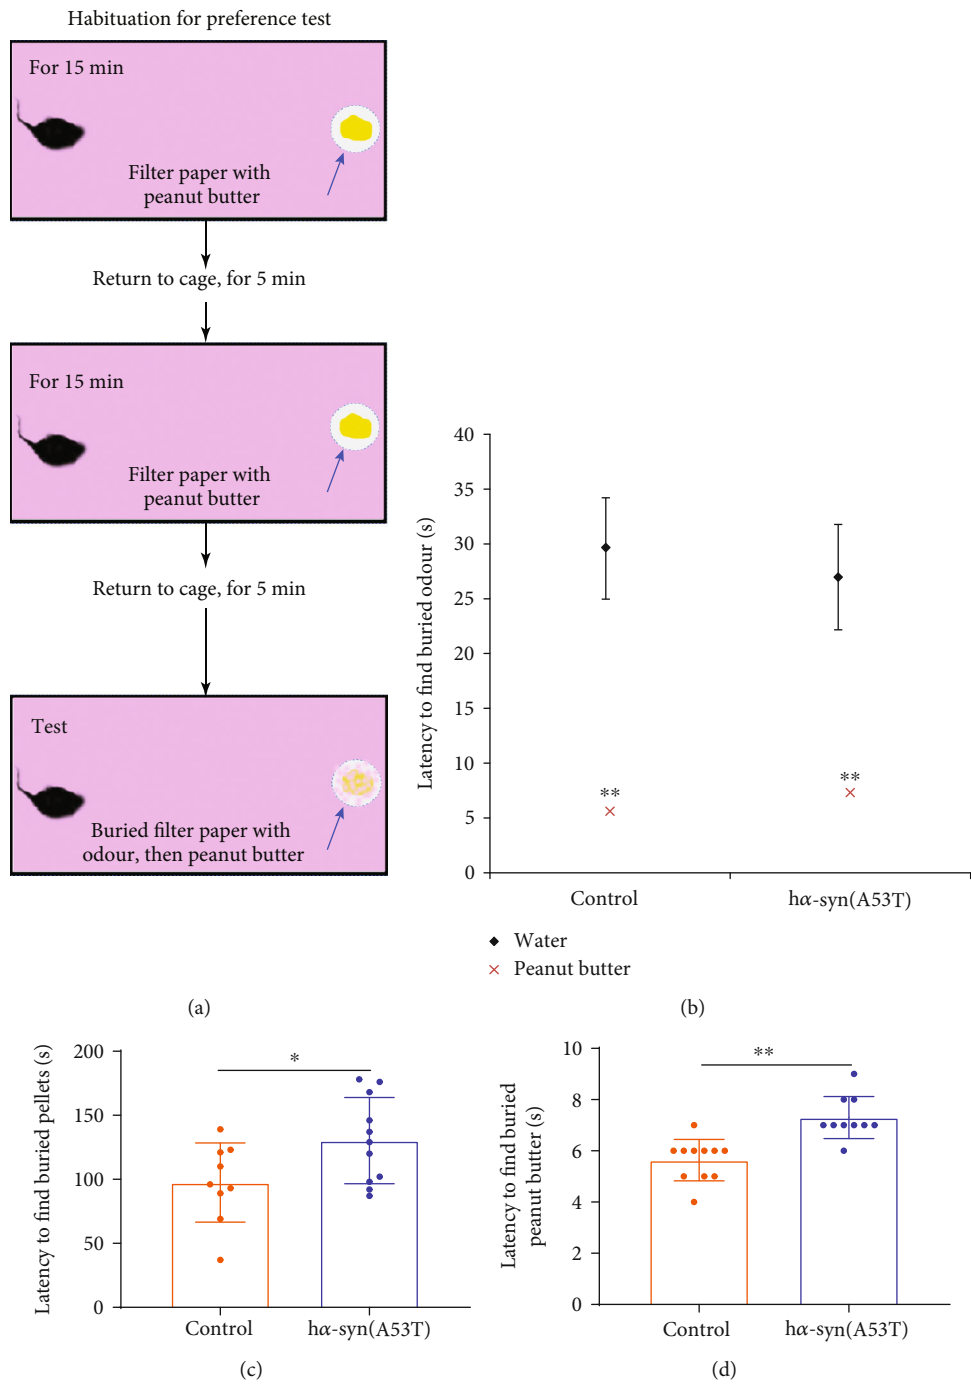 Habituation for preference test
For 15 min
Filter paper with
peanut butter
Return to cage, for 5 min
For 15 min
Filter paper with
peanut butter
Return to cage, for 5 min
Test
Buried filter paper with
odour, then peanut butter
(a)
Latency to find buried odour (s)
40
35
30
25
20
15
10
5
0
**
**
Control
hα-syn(A53T)
Water
Peanut butter
(b)
Latency to find buried pellets (s)
200
150
100
50
0
*
Control
hα-syn(A53T)
(c)
Latency to find buried
peanut butter (s)
10
8
6
4
2
0
**
Control
hα-syn(A53T)
(d)